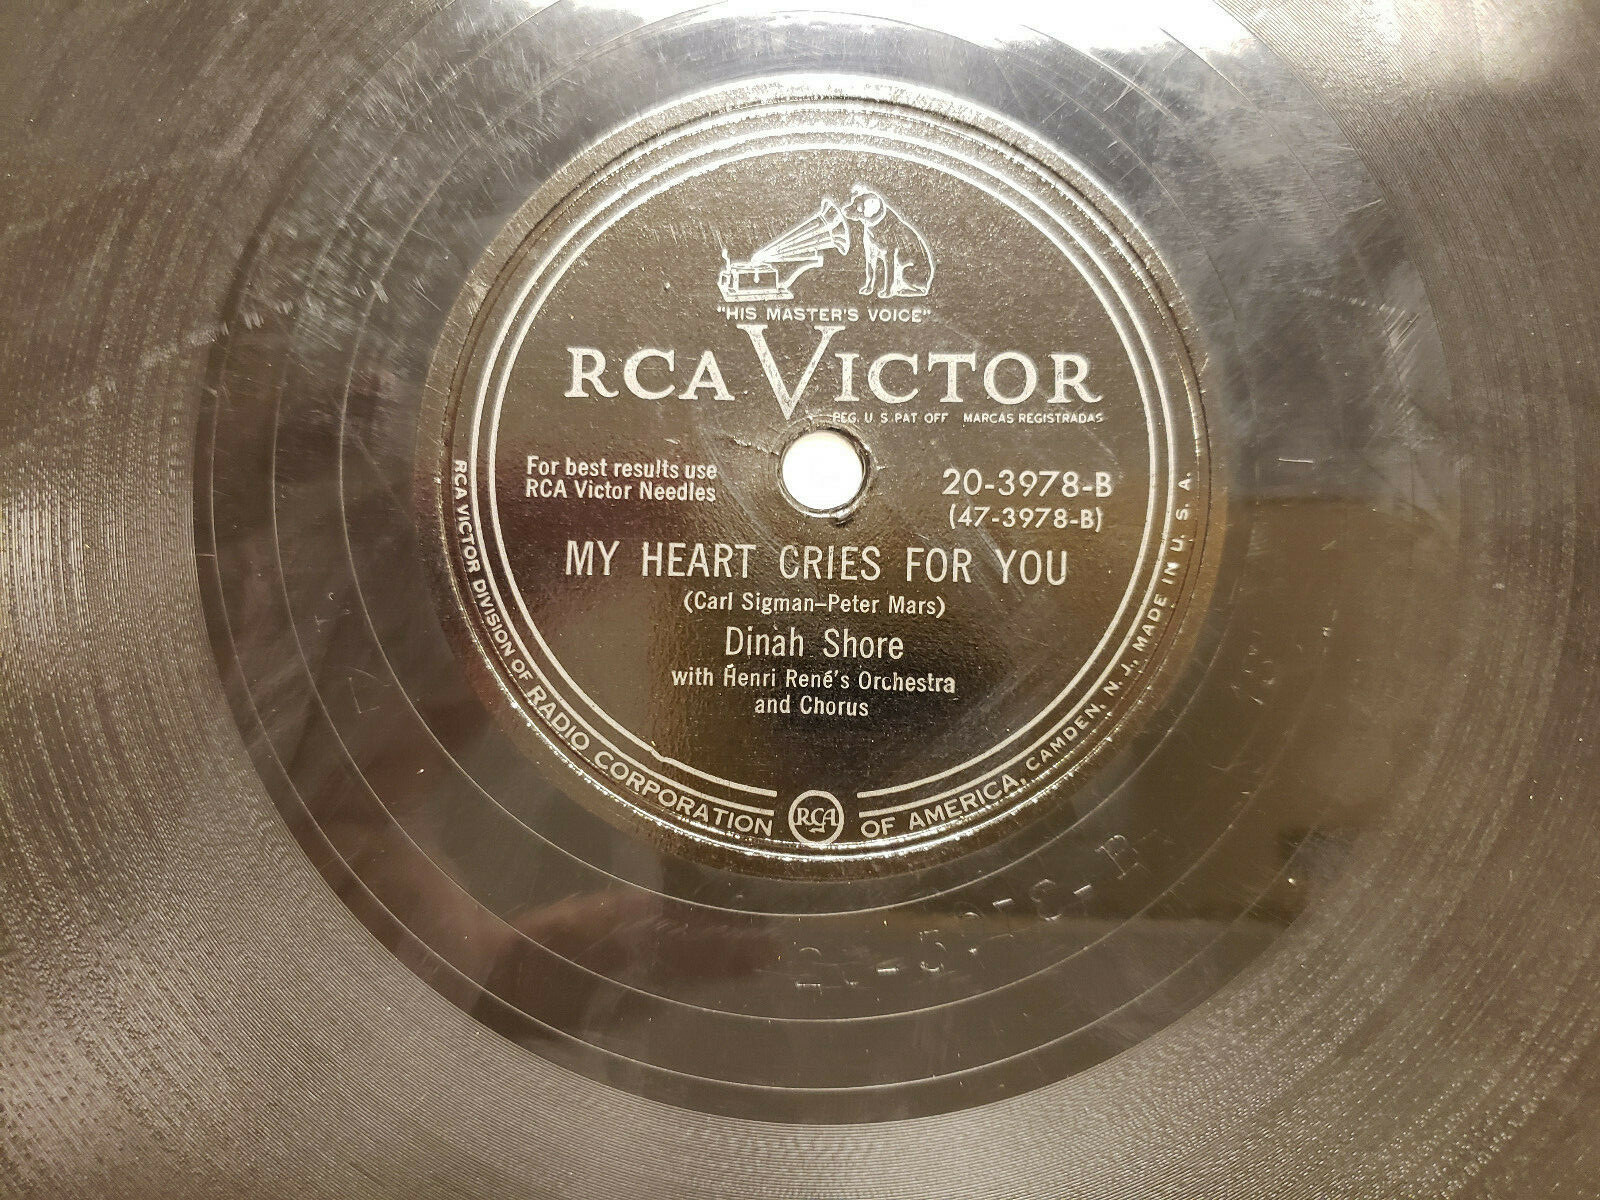 "HIS MASTER'S VOICE"
RCA VICTOR
REG. U. S. PAT. OFF. MARCAS REGISTRADAS
For best results use
RCA Victor Needles
20-3978-B
(47-3978-B)
MY HEART CRIES FOR YOU
(Carl Sigman–Peter Mars)
Dinah Shore
with Henri René's Orchestra
and Chorus
RCA VICTOR DIVISION OF RADIO CORPORATION OF AMERICA, CAMDEN, N. J., MADE IN U. S. A.
RCA